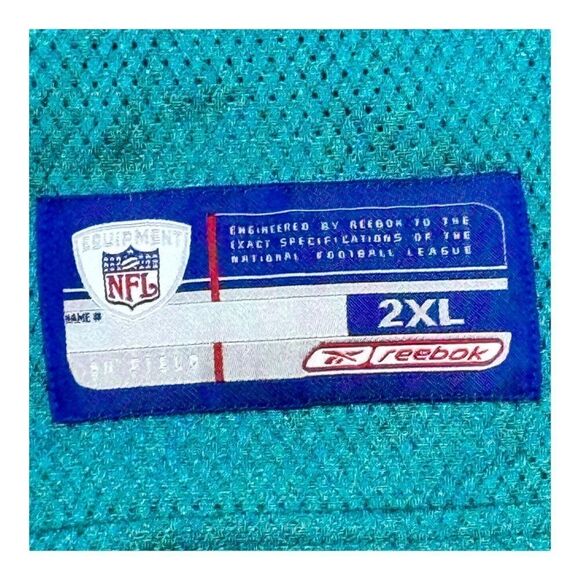 EQUIPMENT
NFL
ENGINEERED BY REEBOK TO THE
EXACT SPECIFICATIONS OF THE
NATIONAL FOOTBALL LEAGUE
NAME #
2XL
ON FIELD
reebok